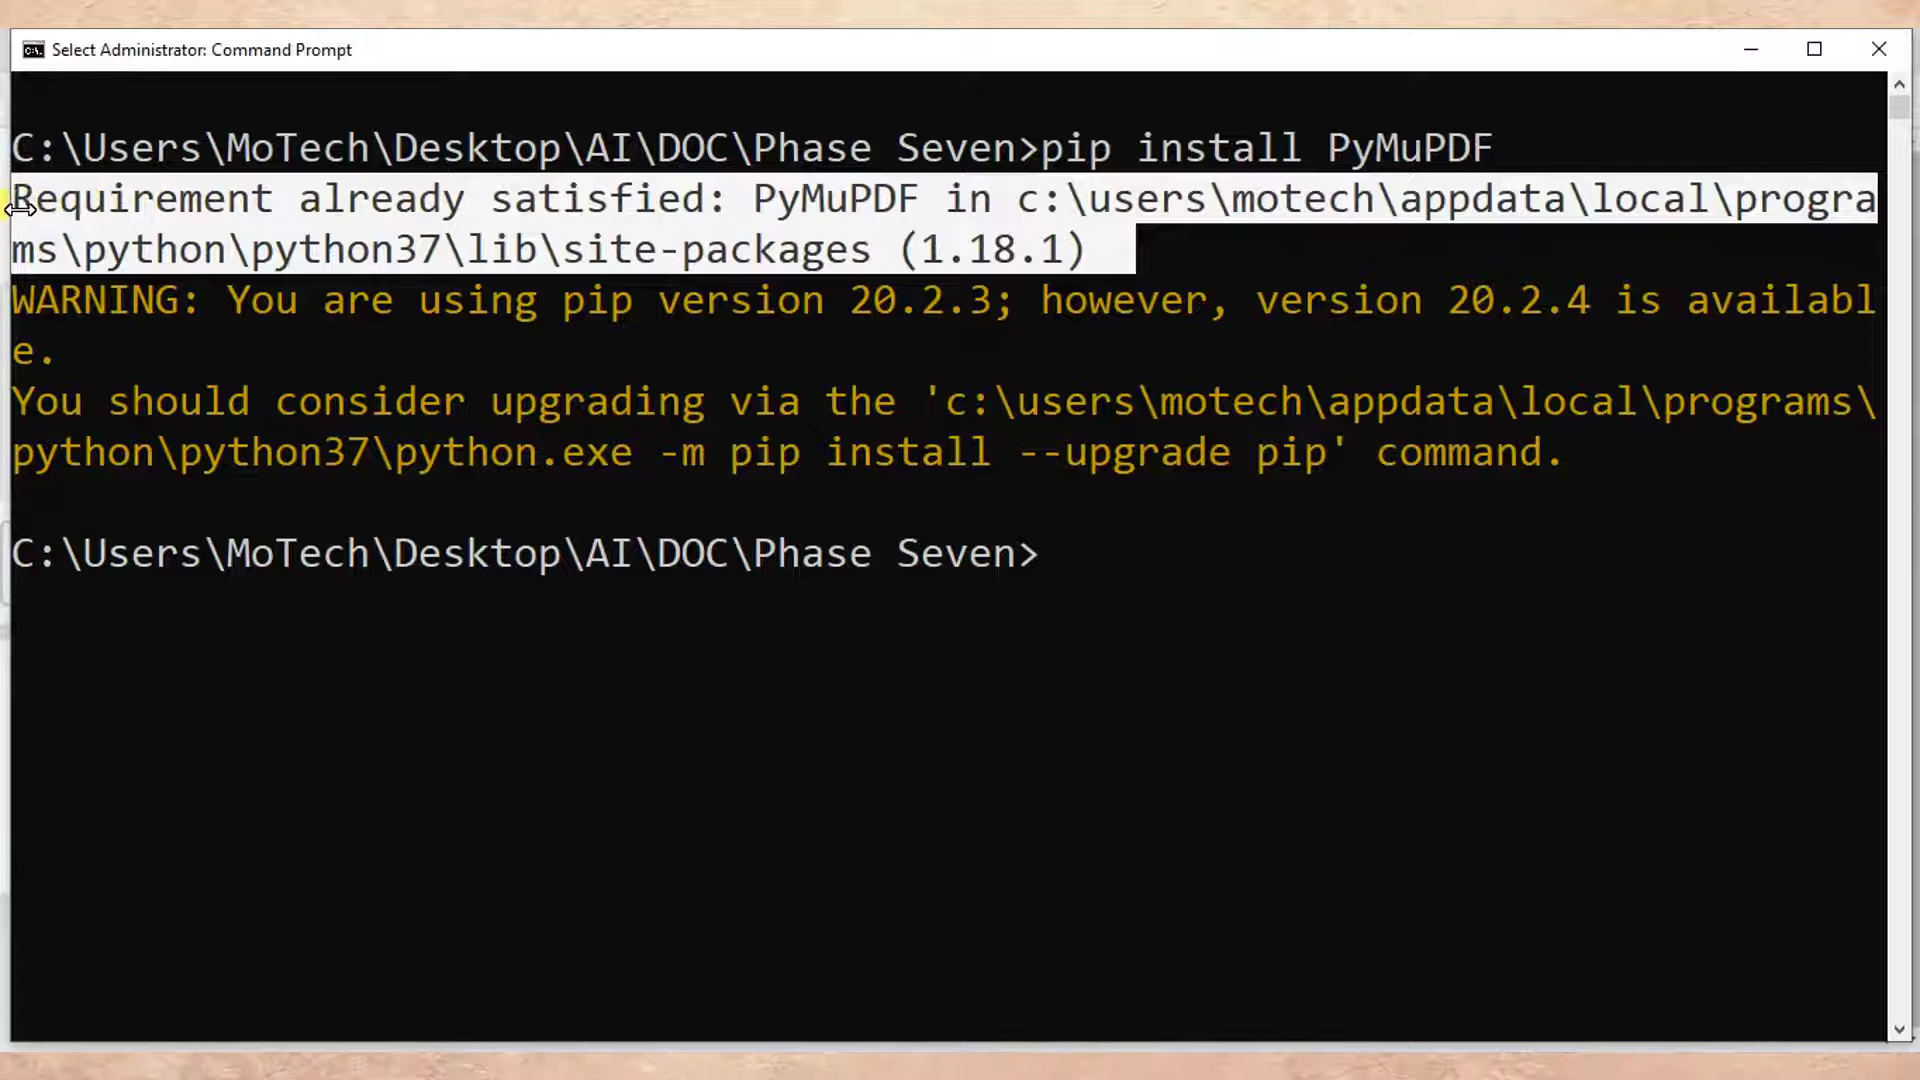 Select Administrator: Command Prompt
C:\Users\MoTech\Desktop\AI\DOC\Phase Seven>pip install PyMuPDF
Requirement already satisfied: PyMuPDF in c:\users\motech\appdata\local\progra
ms\python\python37\lib\site-packages (1.18.1)
WARNING: You are using pip version 20.2.3; however, version 20.2.4 is availabl
e.
You should consider upgrading via the 'c:\users\motech\appdata\local\programs\
python\python37\python.exe -m pip install --upgrade pip' command.
C:\Users\MoTech\Desktop\AI\DOC\Phase Seven>